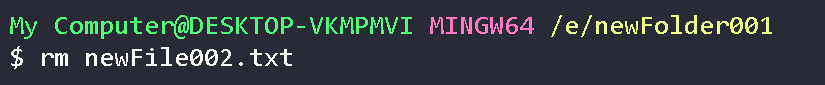 My Computer@DESKTOP-VKMPMVI MINGW64 /e/newFolder001
$ rm newFile002.txt